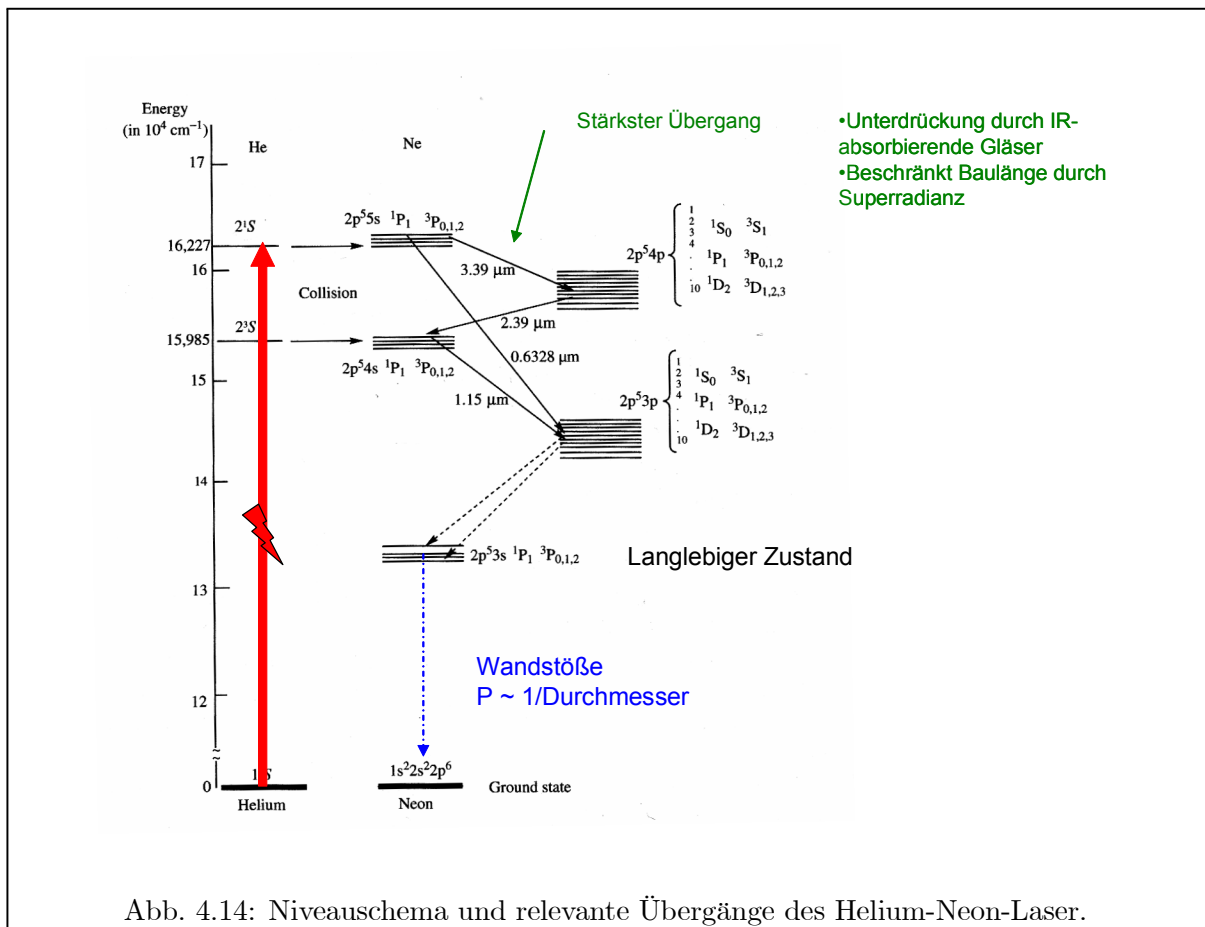 Energy
(in 10⁴ cm⁻¹)
He
Ne
Stärkster Übergang
•Unterdrückung durch IR-
absorbierende Gläser
•Beschränkt Baulänge durch
Superradianz
17
2¹S
2p⁵5s ¹P₁ ³P₀,₁,₂
16,227
16
3.39 μm
2p⁵4p
1
2
3
4
.
.
.
10
¹S₀ ³S₁
¹P₁ ³P₀,₁,₂
¹D₂ ³D₁,₂,₃
Collision
2.39 μm
2³S
15,985
2p⁵4s ¹P₁ ³P₀,₁,₂
0.6328 μm
15
1.15 μm
2p⁵3p
1
2
3
4
.
.
.
10
¹S₀ ³S₁
¹P₁ ³P₀,₁,₂
¹D₂ ³D₁,₂,₃
14
2p⁵3s ¹P₁ ³P₀,₁,₂
Langlebiger Zustand
13
Wandstöße
P ~ 1/Durchmesser
12
≈
0
1s²2s²2p⁶
Ground state
Helium
Neon
Abb. 4.14: Niveauschema und relevante Übergänge des Helium-Neon-Laser.